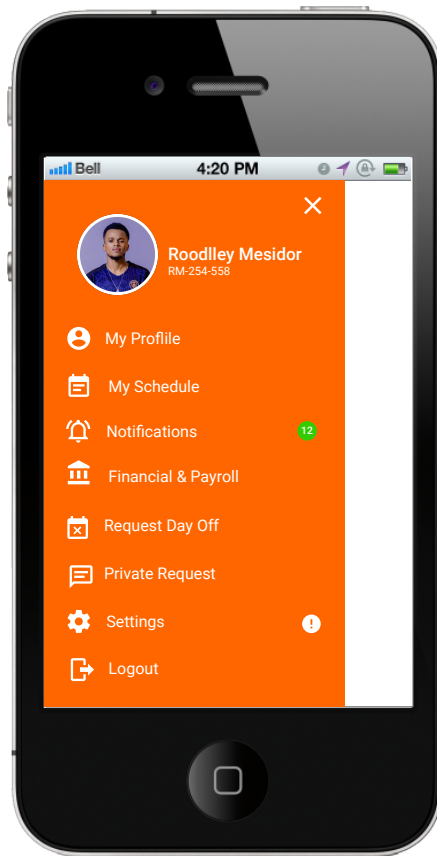 Bell 4:20 PM
Roodlley Mesidor
RM-254-558
My Proflile
My Schedule
Notifications 12
Financial & Payroll
Request Day Off
Private Request
Settings !
Logout